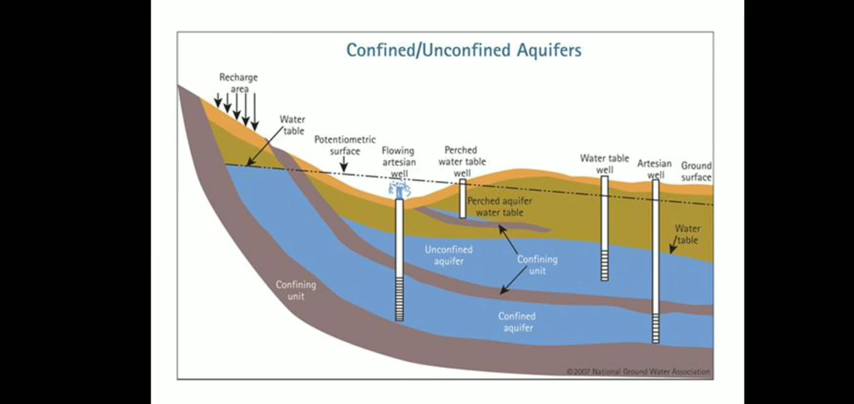 Confined/Unconfined Aquifers
Recharge
area
Water
table
Potentiometric
surface
Flowing
artesian
well
Perched
water table
well
Water table
well
Artesian
well
Ground
surface
Perched aquifer
water table
Water
table
Unconfined
aquifer
Confining
unit
Confining
unit
Confined
aquifer
©2007 National Ground Water Association